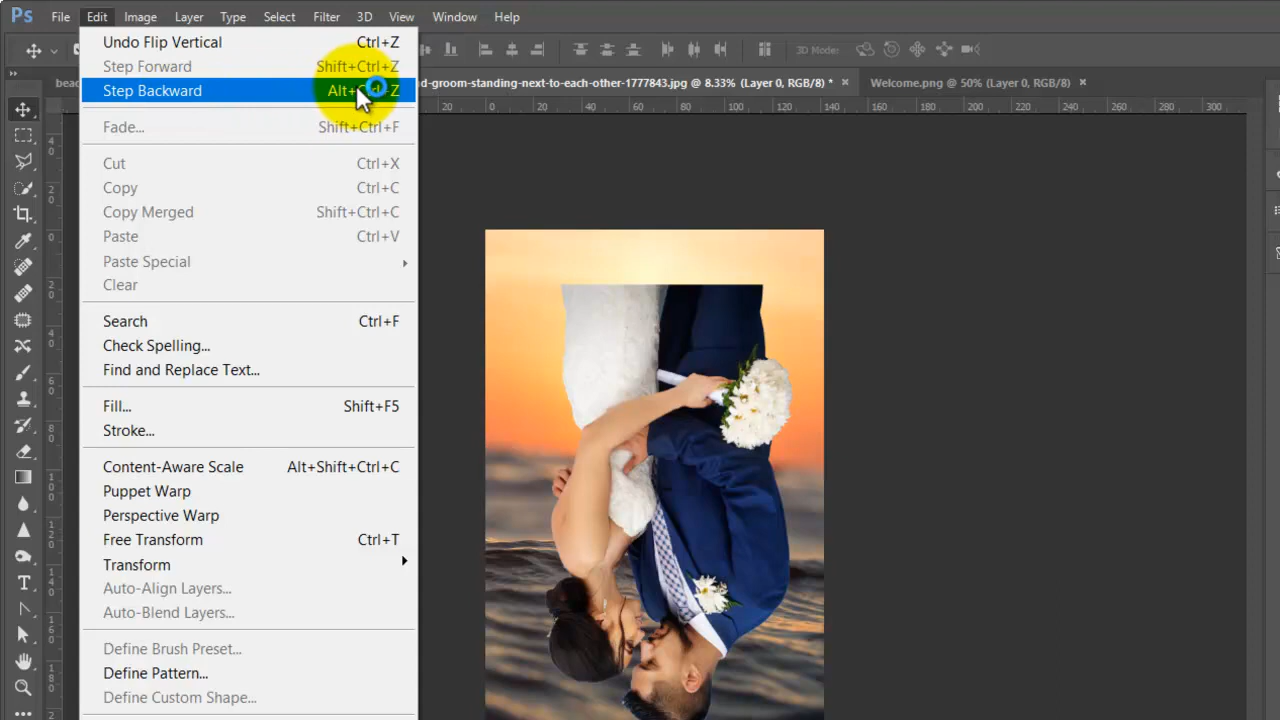 Ps File Edit Image Layer Type Select Filter 3D View Window Help
Undo Flip Vertical Ctrl+Z
Step Forward Shift+Ctrl+Z
Step Backward Alt+Ctrl+Z
3D Mode:
bea
d-groom-standing-next-to-each-other-1777843.jpg @ 8.33% (Layer 0, RGB/8) * ×
Welcome.png @ 50% (Layer 0, RGB/8) ×
20 0 20 40 60 80 100 120 140 160 180 200 220 240 260 280 300
Fade... Shift+Ctrl+F
Cut Ctrl+X
Copy Ctrl+C
Copy Merged Shift+Ctrl+C
Paste Ctrl+V
Paste Special
Clear
Search Ctrl+F
Check Spelling...
Find and Replace Text...
Fill... Shift+F5
Stroke...
Content-Aware Scale Alt+Shift+Ctrl+C
Puppet Warp
Perspective Warp
Free Transform Ctrl+T
Transform
Auto-Align Layers...
Auto-Blend Layers...
Define Brush Preset...
Define Pattern...
Define Custom Shape...